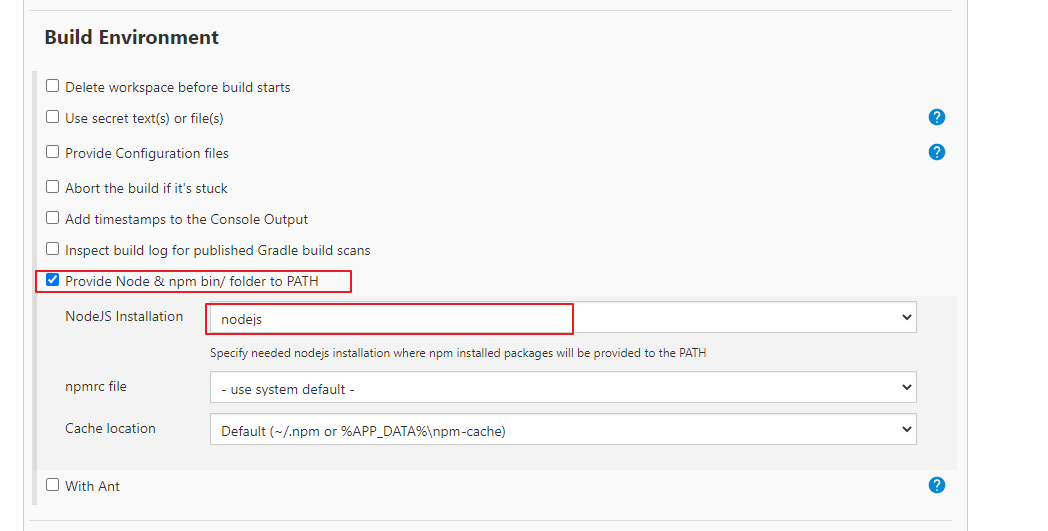 Build Environment
Delete workspace before build starts
Use secret text(s) or file(s)
?
Provide Configuration files
?
Abort the build if it's stuck
Add timestamps to the Console Output
Inspect build log for published Gradle build scans
Provide Node & npm bin/ folder to PATH
NodeJS Installation
nodejs
Specify needed nodejs installation where npm installed packages will be provided to the PATH
npmrc file
- use system default -
Cache location
Default (~/.npm or %APP_DATA%\npm-cache)
With Ant
?